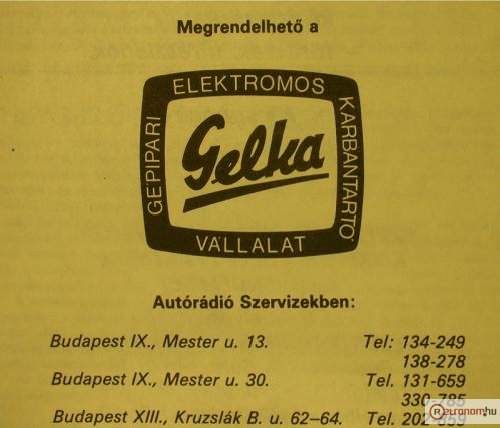 Megrendelhető a
GÉPIPARI
ELEKTROMOS
KARBANTARTÓ
VÁLLALAT
Gelka
Autórádió Szervizekben:
Budapest IX., Mester u. 13. Tel: 134-249
138-278
Budapest IX., Mester u. 30. Tel. 131-659
330-785
Budapest XIII., Kruzslák B. u. 62–64. Tel.
Retronom.hu